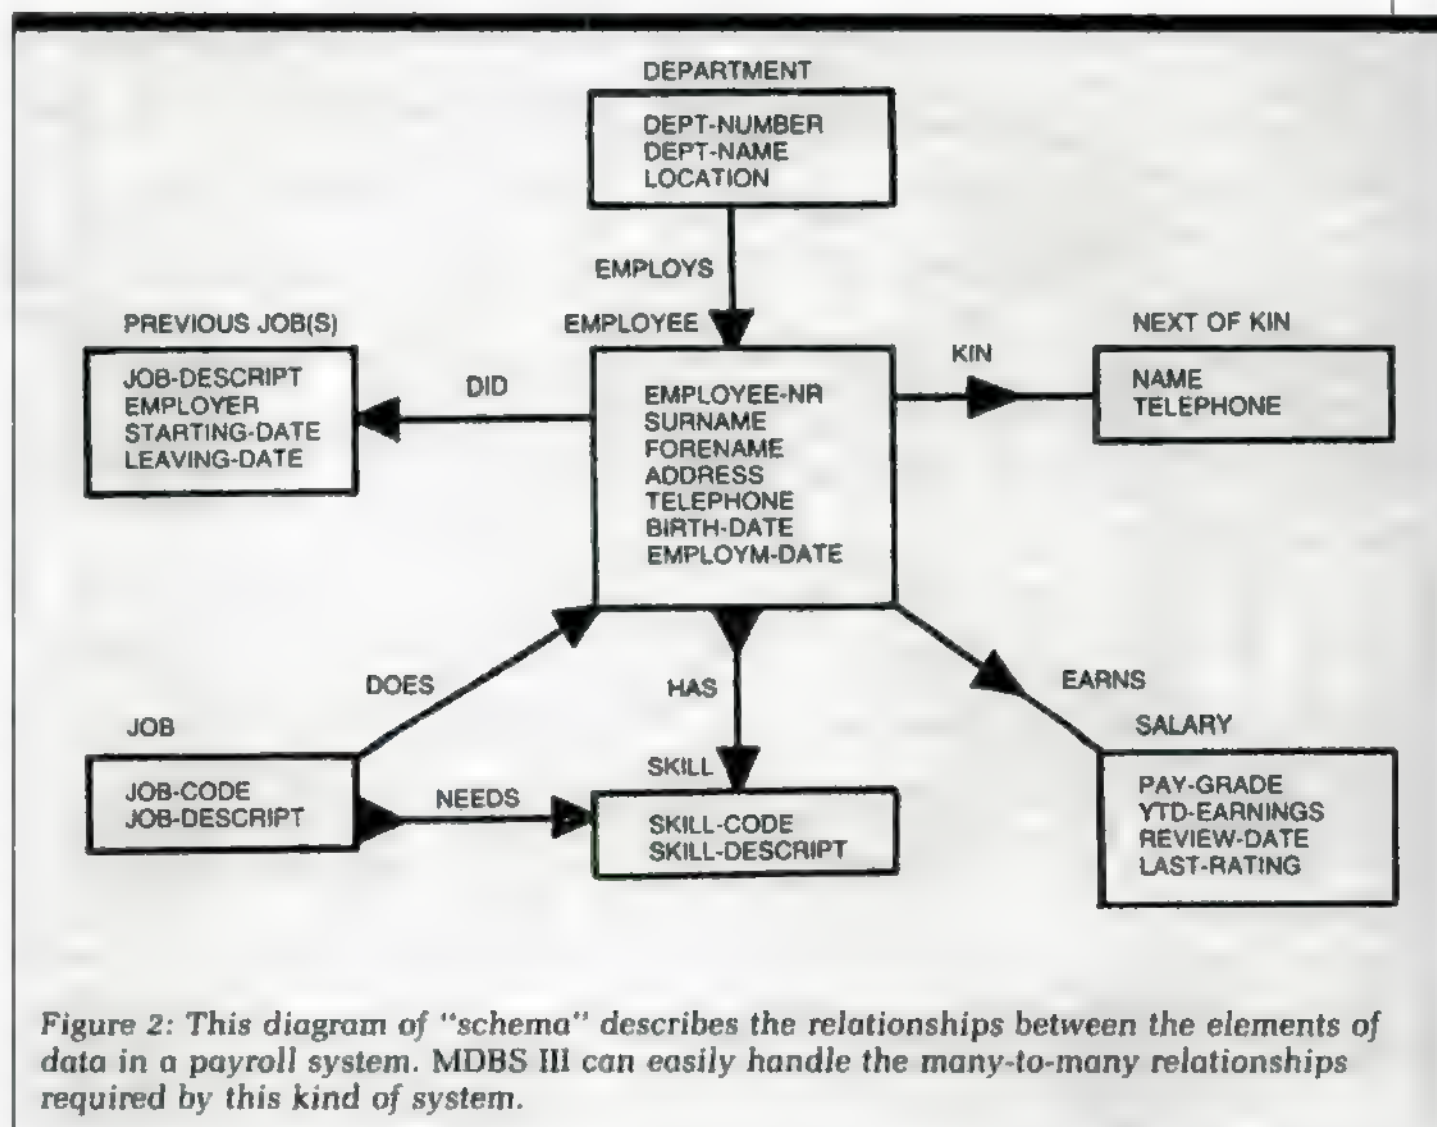 DEPARTMENT
DEPT-NUMBER
DEPT-NAME
LOCATION
EMPLOYS
PREVIOUS JOB(S)
JOB-DESCRIPT
EMPLOYER
STARTING-DATE
LEAVING-DATE
DID
EMPLOYEE
EMPLOYEE-NR
SURNAME
FORENAME
ADDRESS
TELEPHONE
BIRTH-DATE
EMPLOYM-DATE
KIN
NEXT OF KIN
NAME
TELEPHONE
DOES
HAS
EARNS
JOB
JOB-CODE
JOB-DESCRIPT
NEEDS
SKILL
SKILL-CODE
SKILL-DESCRIPT
SALARY
PAY-GRADE
YTD-EARNINGS
REVIEW-DATE
LAST-RATING
Figure 2: This diagram of "schema" describes the relationships between the elements of
data in a payroll system. MDBS III can easily handle the many-to-many relationships
required by this kind of system.